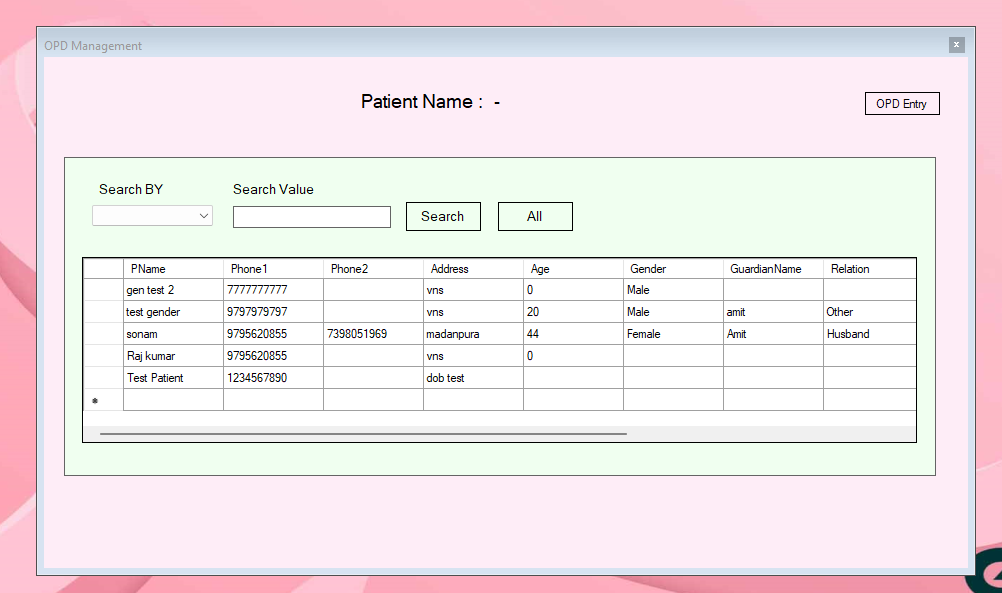 OPD Management x
Patient Name : -
OPD Entry
Search BY Search Value
Search All
PName Phone1 Phone2 Address Age Gender GuardianName Relation
gen test 2 7777777777 vns 0 Male
test gender 9797979797 vns 20 Male amit Other
sonam 9795620855 7398051969 madanpura 44 Female Amit Husband
Raj kumar 9795620855 vns 0
Test Patient 1234567890 dob test
*